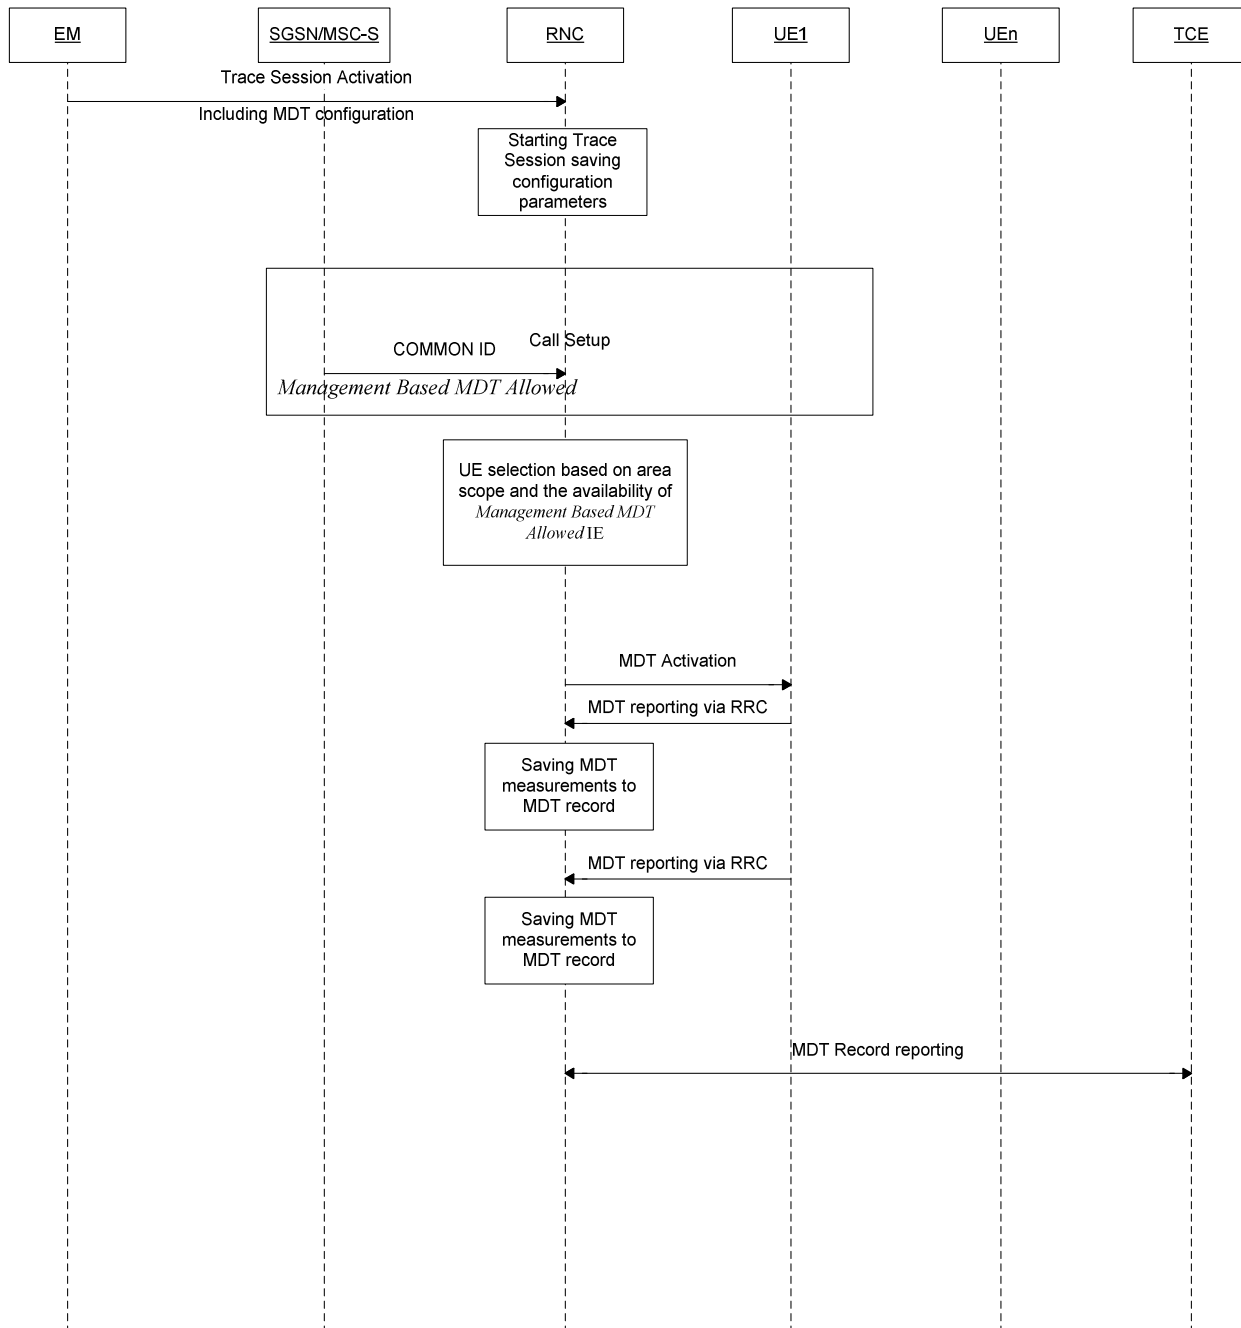 EM
SGSN/MSC-S
RNC
UE1
UEn
TCE
Trace Session Activation
Including MDT configuration
Starting Trace
Session saving
configuration
parameters
Call Setup
COMMON ID
Management Based MDT Allowed
UE selection based on area
scope and the availability of
Management Based MDT
Allowed IE
MDT Activation
MDT reporting via RRC
Saving MDT
measurements to
MDT record
MDT reporting via RRC
Saving MDT
measurements to
MDT record
MDT Record reporting